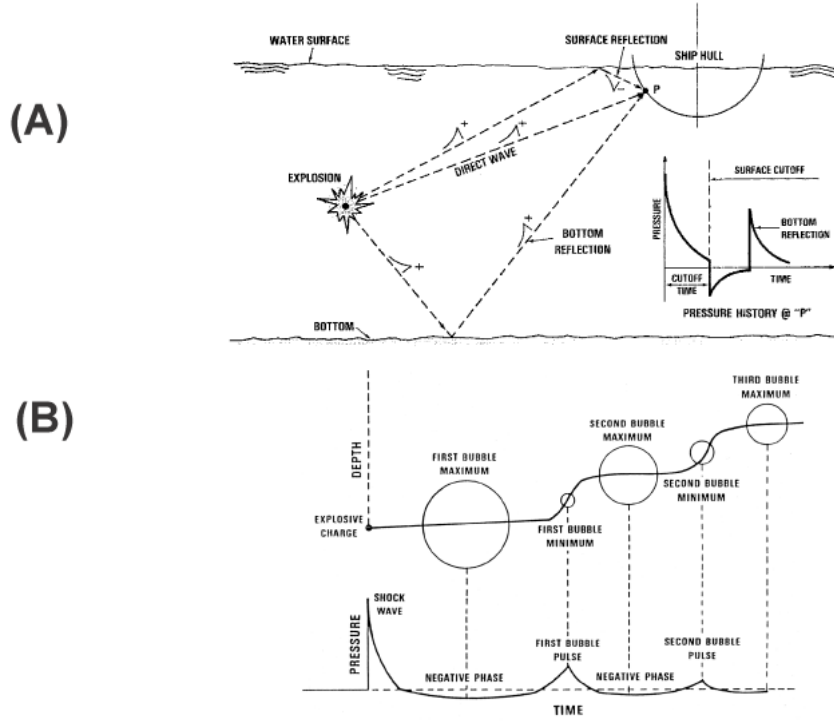 (A)
WATER SURFACE
SURFACE REFLECTION
SHIP HULL
P
+
+
−
DIRECT WAVE
EXPLOSION
+
+
BOTTOM
REFLECTION
BOTTOM
PRESSURE
SURFACE CUTOFF
BOTTOM
REFLECTION
CUTOFF
TIME
TIME
PRESSURE HISTORY @ "P"
(B)
DEPTH
EXPLOSIVE
CHARGE
FIRST BUBBLE
MAXIMUM
FIRST BUBBLE
MINIMUM
SECOND BUBBLE
MAXIMUM
SECOND BUBBLE
MINIMUM
THIRD BUBBLE
MAXIMUM
PRESSURE
SHOCK
WAVE
NEGATIVE PHASE
FIRST BUBBLE
PULSE
NEGATIVE PHASE
SECOND BUBBLE
PULSE
TIME